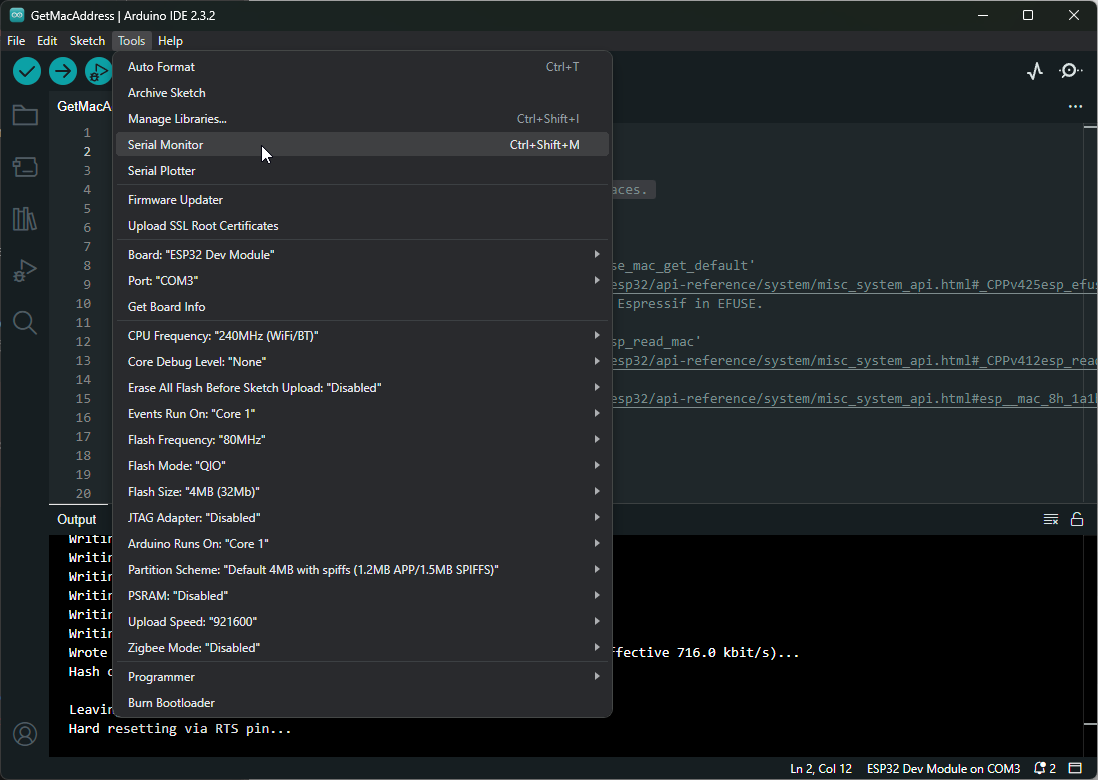 GetMacAddress | Arduino IDE 2.3.2
File Edit Sketch Tools Help
Auto Format Ctrl+T
Archive Sketch
Manage Libraries... Ctrl+Shift+I
Serial Monitor Ctrl+Shift+M
Serial Plotter
Firmware Updater
Upload SSL Root Certificates
Board: "ESP32 Dev Module"
Port: "COM3"
Get Board Info
CPU Frequency: "240MHz (WiFi/BT)"
Core Debug Level: "None"
Erase All Flash Before Sketch Upload: "Disabled"
Events Run On: "Core 1"
Flash Frequency: "80MHz"
Flash Mode: "QIO"
Flash Size: "4MB (32Mb)"
JTAG Adapter: "Disabled"
Arduino Runs On: "Core 1"
Partition Scheme: "Default 4MB with spiffs (1.2MB APP/1.5MB SPIFFS)"
PSRAM: "Disabled"
Upload Speed: "921600"
Zigbee Mode: "Disabled"
Programmer
Burn Bootloader
GetMacA
1
2
3
4 aces.
5
6
7
8 se_mac_get_default'
9 esp32/api-reference/system/misc_system_api.html#_CPPv425esp_efus
10 Espressif in EFUSE.
11
12 sp_read_mac'
13 esp32/api-reference/system/misc_system_api.html#_CPPv412esp_read
14
15 esp32/api-reference/system/misc_system_api.html#esp__mac_8h_1a1
16
17
18
19
20
Output
Writin
Writin
Writin
Writin
Writin
Writin
Wrote ffective 716.0 kbit/s)...
Hash o
Leavin
Hard resetting via RTS pin...
Ln 2, Col 12 ESP32 Dev Module on COM3 2